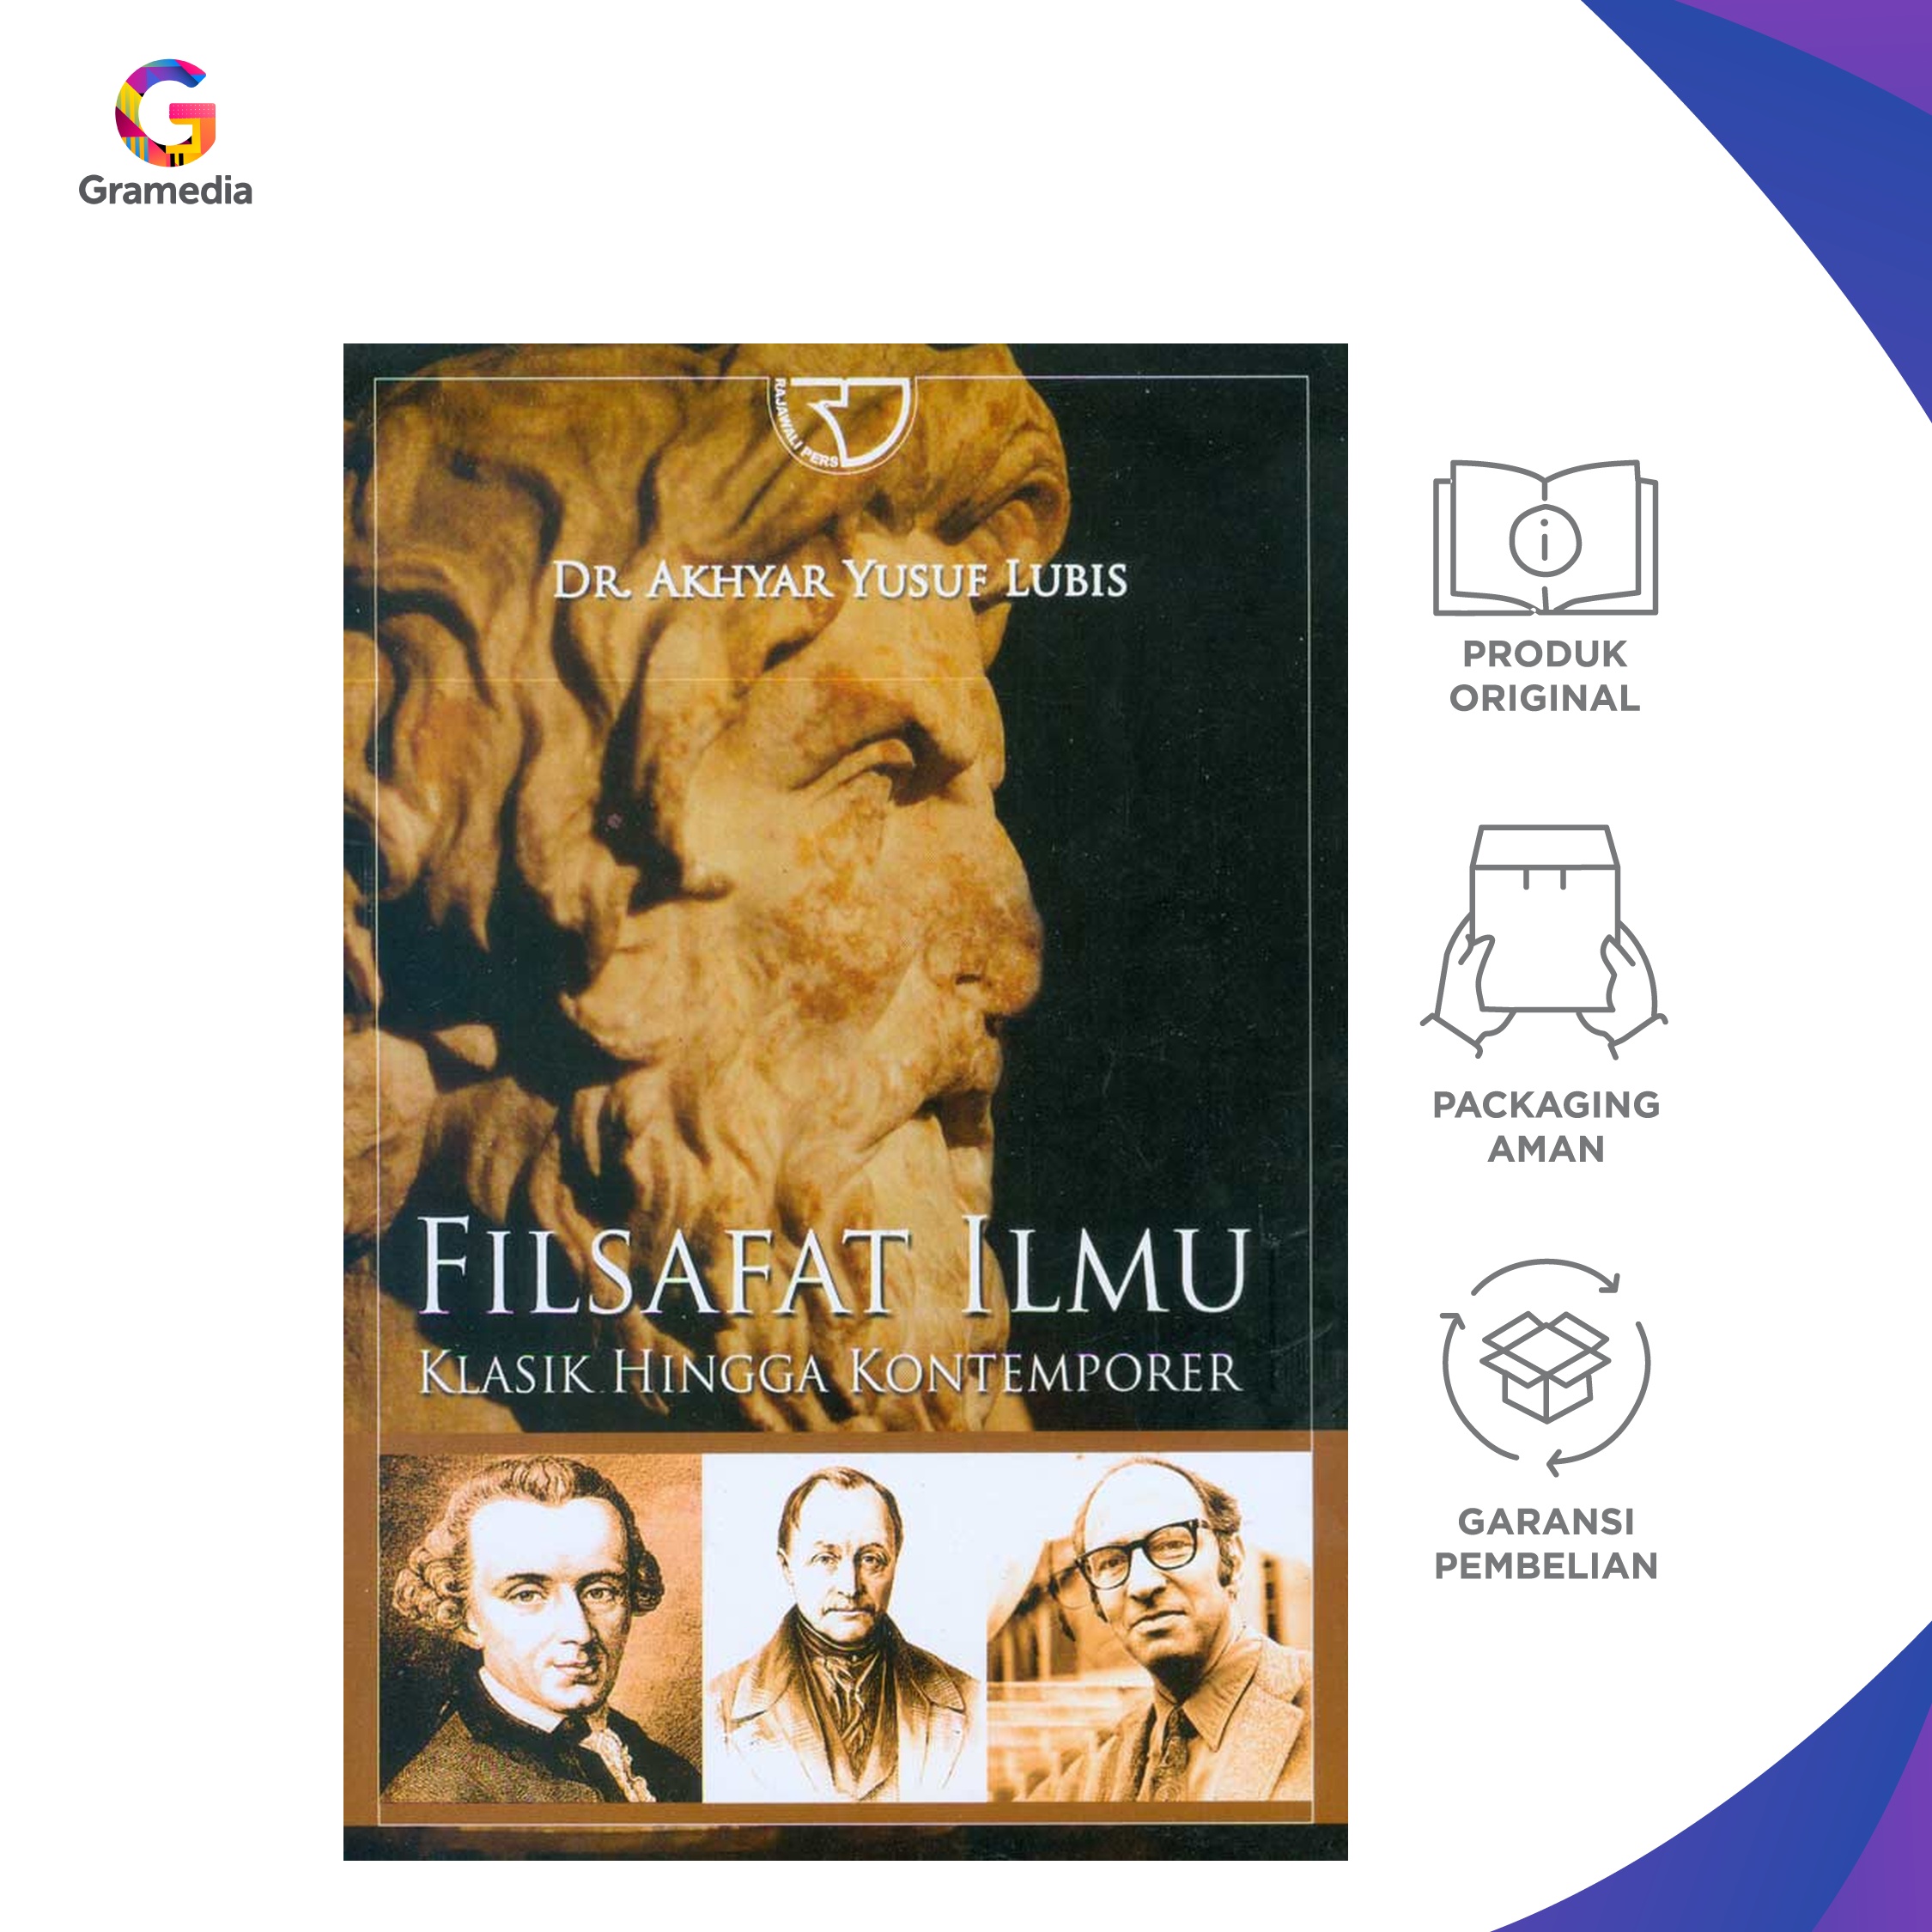 Gramedia
RAJAWALI PERS
DR. AKHYAR YUSUF LUBIS
FILSAFAT ILMU
KLASIK HINGGA KONTEMPORER
PRODUK
ORIGINAL
PACKAGING
AMAN
GARANSI
PEMBELIAN